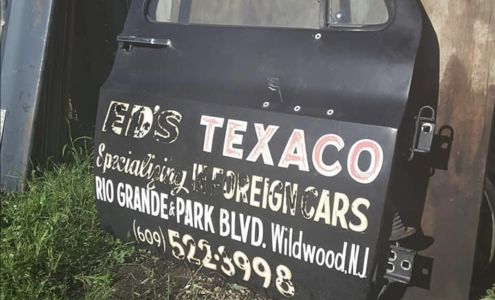 ED'S TEXACO
Specializing IN FOREIGN CARS
RIO GRANDE & PARK BLVD. Wildwood, N.J
(609) 522-3998